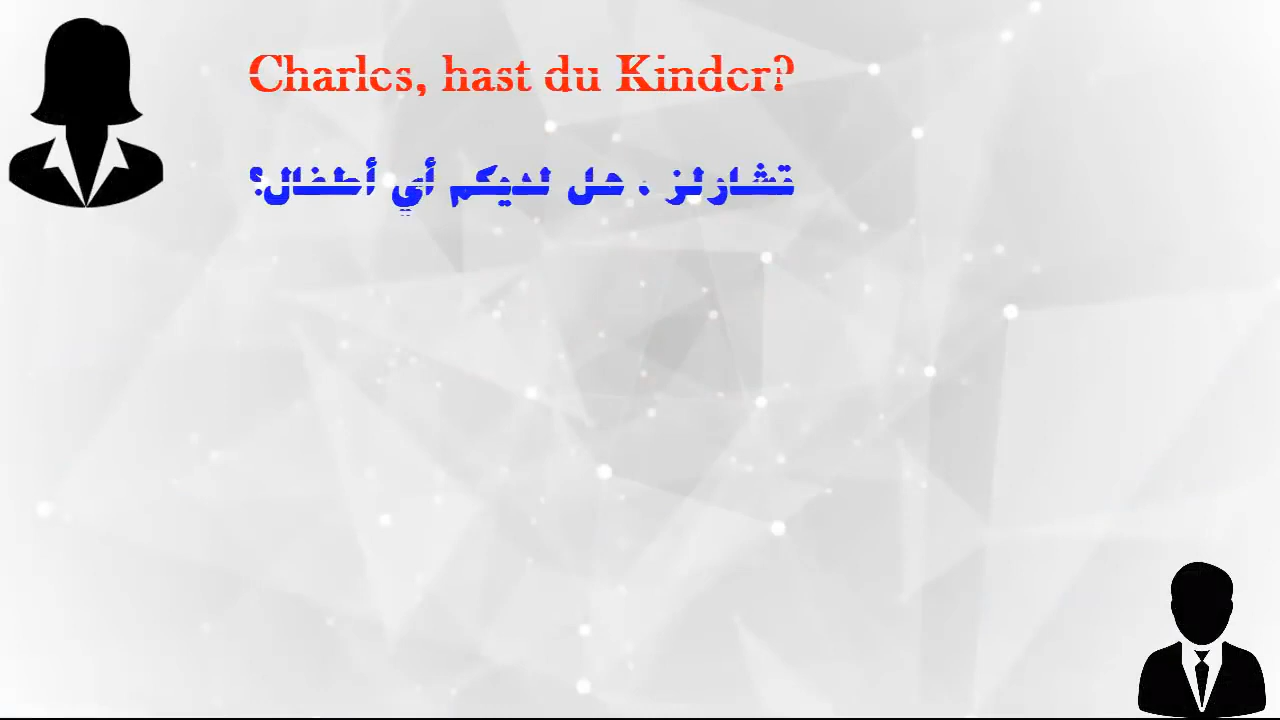 Charles, hast du Kinder?
تشارلز ، هل لديكم أي أطفال؟